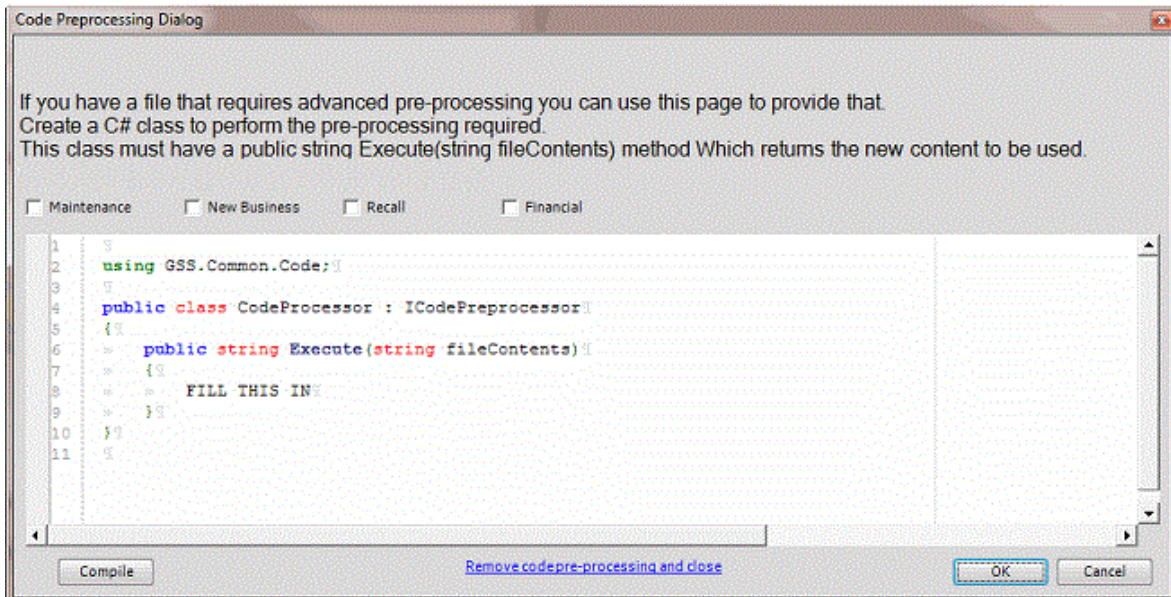 Code Preprocessing Dialog
If you have a file that requires advanced pre-processing you can use this page to provide that.
Create a C# class to perform the pre-processing required.
This class must have a public string Execute(string fileContents) method Which returns the new content to be used.
Maintenance New Business Recall Financial
1 ¶
2 using GSS.Common.Code;¶
3 ¶
4 public class CodeProcessor : ICodePreprocessor¶
5 {¶
6 » public string Execute(string fileContents)¶
7 » {¶
8 » » FILL THIS IN¶
9 » }¶
10 }¶
11 ¶
Compile Remove codepre-processing and close OK Cancel